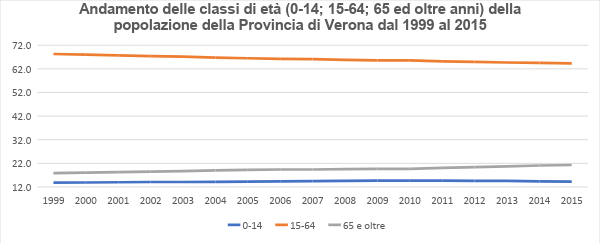 Andamento delle classi di età (0-14; 15-64; 65 ed oltre anni) della
popolazione della Provincia di Verona dal 1999 al 2015
72.0
62.0
52.0
42.0
32.0
22.0
12.0
1999 2000 2001 2002 2003 2004 2005 2006 2007 2008 2009 2010 2011 2012 2013 2014 2015
0-14 15-64 65 e oltre